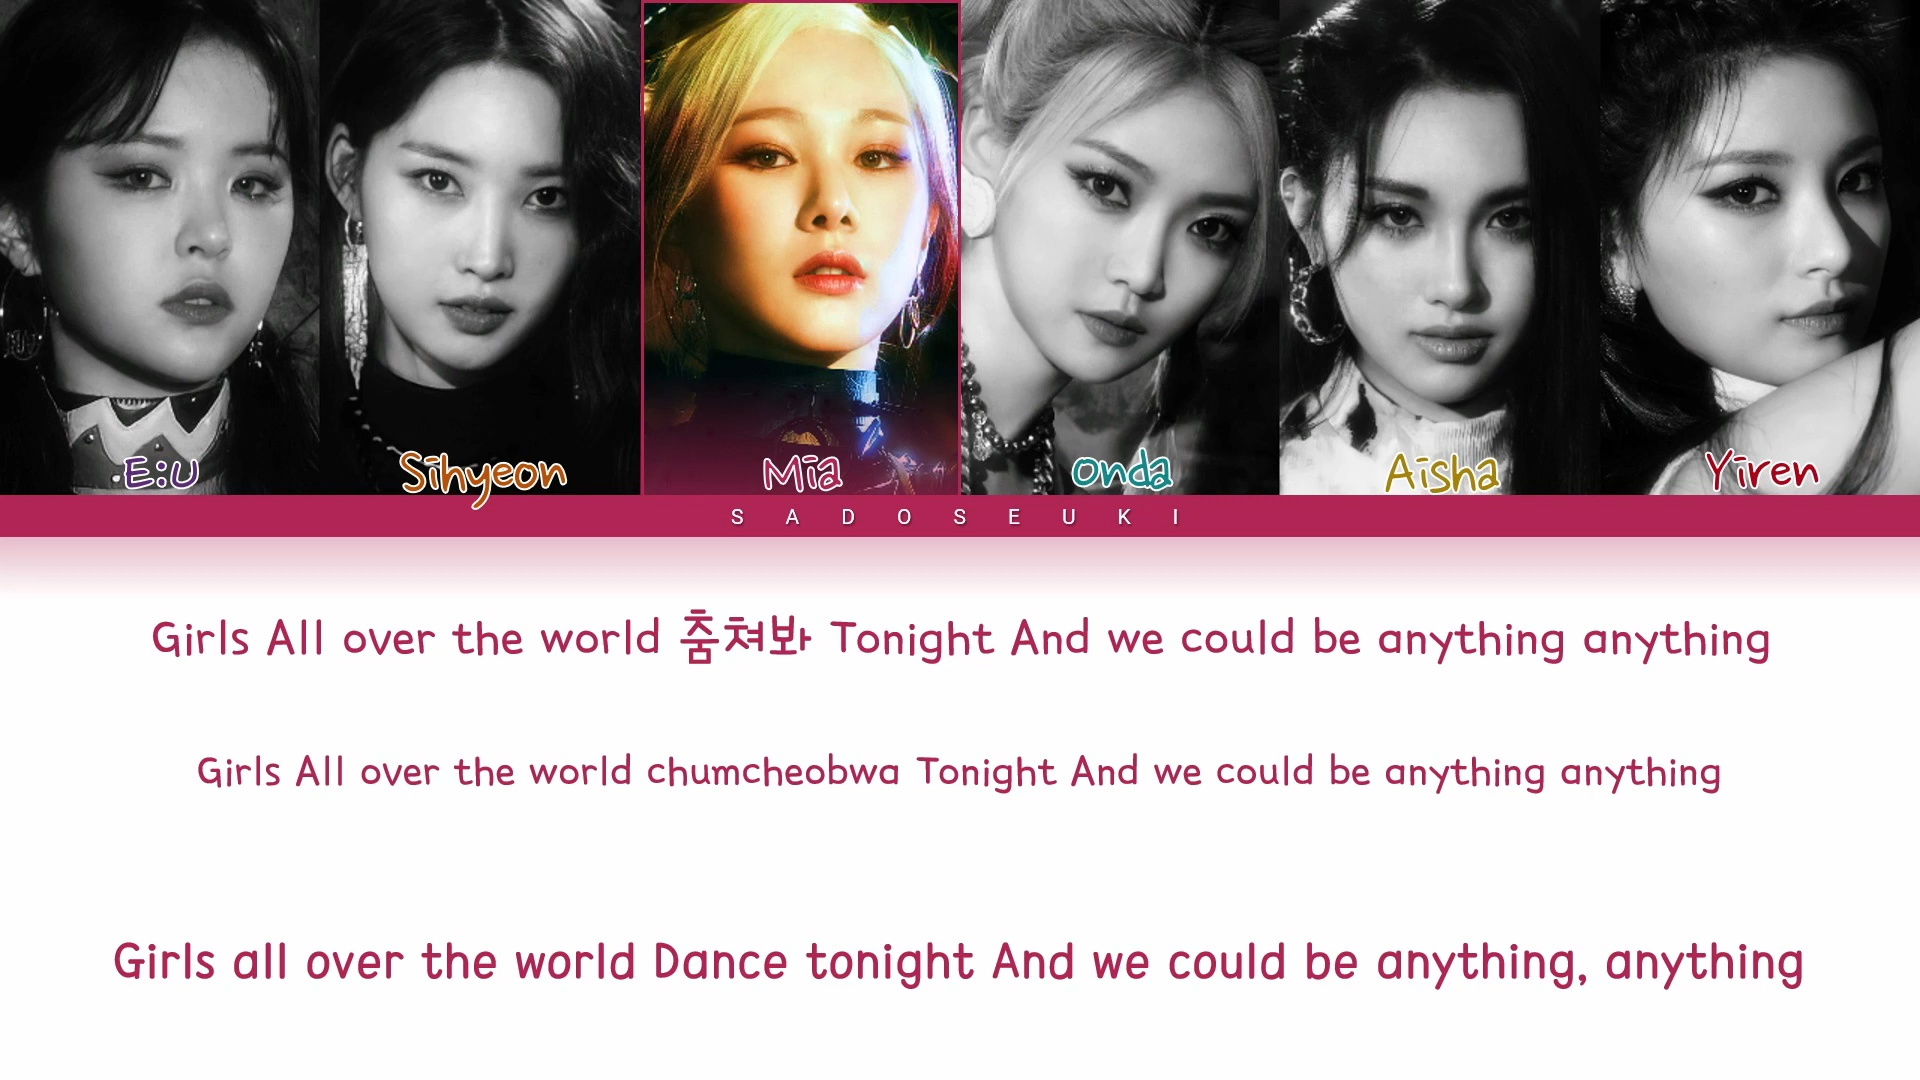 E:U
Sihyeon
Mia
Onda
Aisha
Yiren
SADOSEUKI
Girls All over the world 춤춰봐 Tonight And we could be anything anything
Girls All over the world chumcheobwa Tonight And we could be anything anything
Girls all over the world Dance tonight And we could be anything, anything